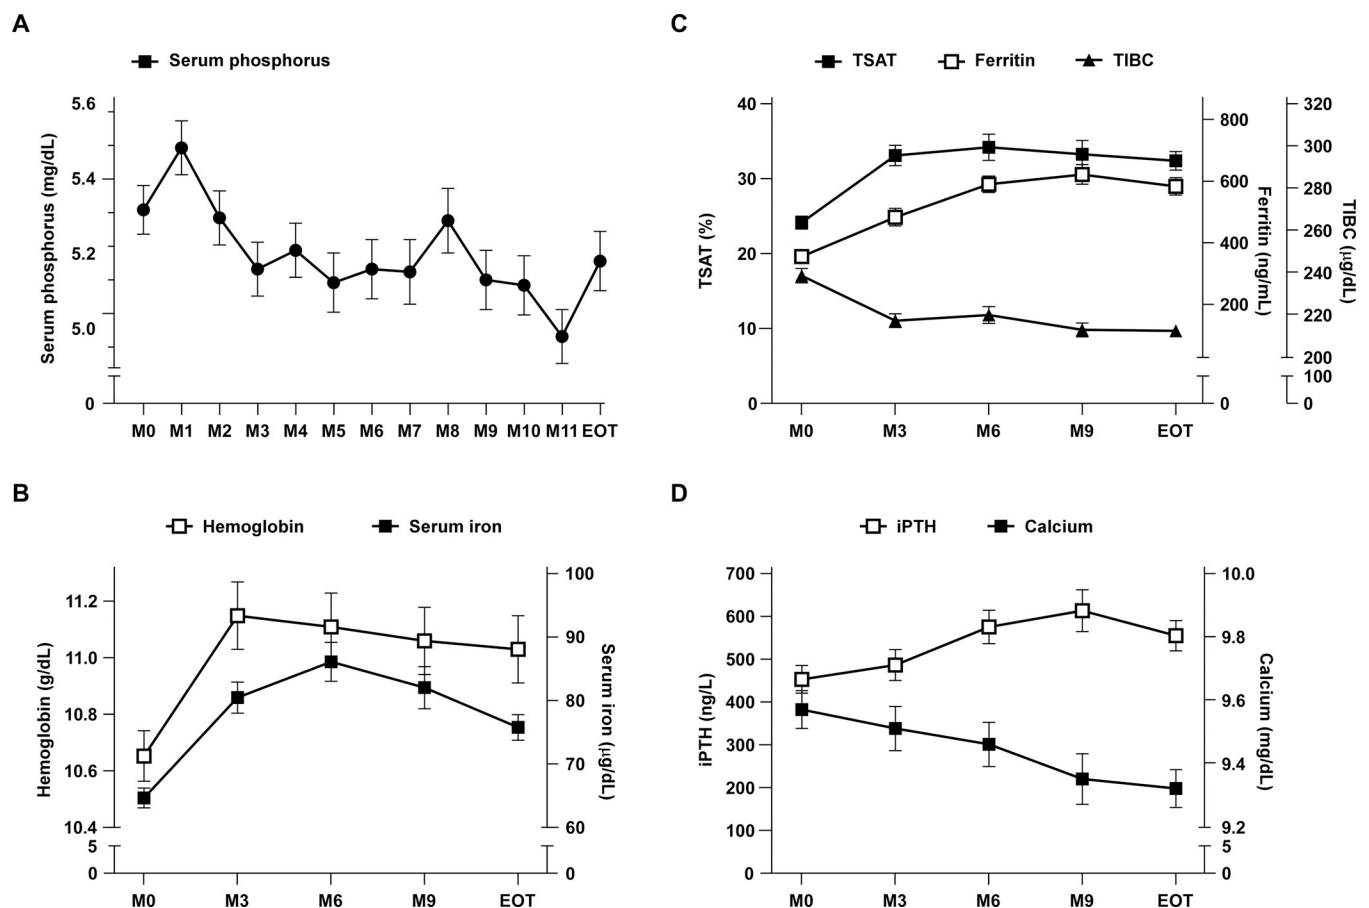 A
Serum phosphorus
Serum phosphorus (mg/dL)
5.6
5.4
5.2
5.0
0
M0 M1 M2 M3 M4 M5 M6 M7 M8 M9 M10 M11 EOT
C
TSAT Ferritin TIBC
TSAT (%)
40
30
20
10
0
800
600
400
200
0
Ferritin (ng/mL)
320
300
280
260
240
220
200
100
0
TIBC (µg/dL)
M0 M3 M6 M9 EOT
B
Hemoglobin Serum iron
Hemoglobin (g/dL)
11.2
11.0
10.8
10.6
10.4
5
0
100
90
80
70
60
5
0
Serum iron (µg/dL)
M0 M3 M6 M9 EOT
D
iPTH Calcium
iPTH (ng/L)
700
600
500
400
300
200
100
0
10.0
9.8
9.6
9.4
9.2
5
0
Calcium (mg/dL)
M0 M3 M6 M9 EOT